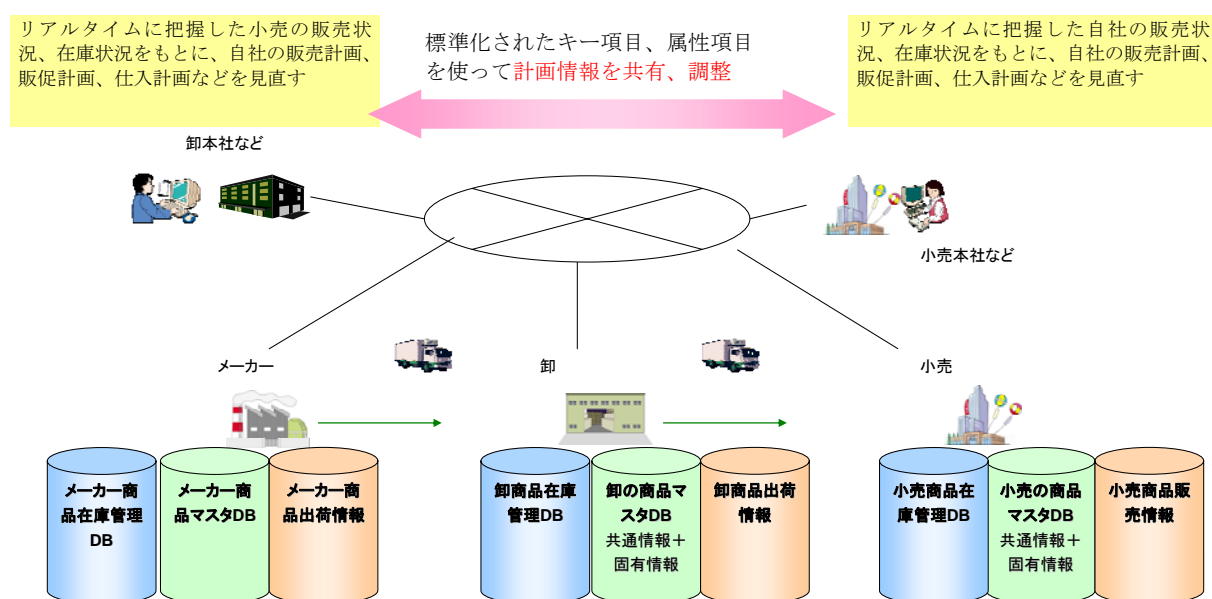 リアルタイムに把握した小売の販売状
況、在庫状況をもとに、自社の販売計画、
販促計画、仕入計画などを見直す
標準化されたキー項目、属性項目
を使って計画情報を共有、調整
リアルタイムに把握した自社の販売状
況、在庫状況をもとに、自社の販売計画、
販促計画、仕入計画などを見直す
卸本社など
小売本社など
メーカー
卸
小売
メーカー商
品在庫管理
DB
メーカー商
品マスタDB
メーカー商
品出荷情報
卸商品在庫
管理DB
卸の商品マ
スタDB
共通情報＋
固有情報
卸商品出荷
情報
小売商品在
庫管理DB
小売の商品
マスタDB
共通情報＋
固有情報
小売商品販
売情報